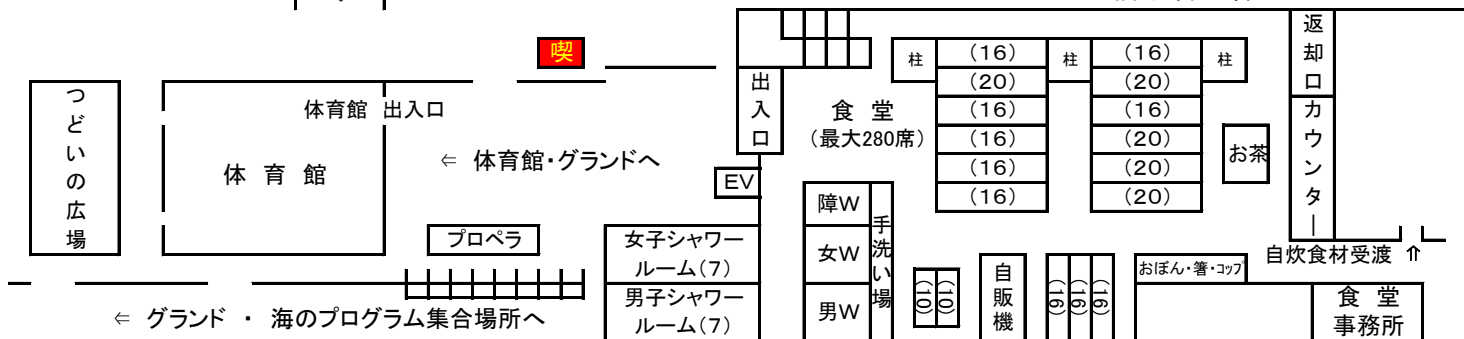 喫
つどいの広場
体育館 出入口
体 育 館
⇐ 体育館・グランドへ
プロペラ
⇐ グランド ・ 海のプログラム集合場所へ
出入口
EV
女子シャワー
ルーム(7)
男子シャワー
ルーム(7)
食 堂
(最大280席)
障W
女W
男W
手洗い場
柱
(16)
(20)
(16)
(16)
(16)
(16)
柱
(16)
(20)
(16)
(20)
(20)
(20)
柱
お茶
返却口
カウンター
(10)
(10)
自販機
(16)
(16)
(16)
おぼん・箸・コップ
自炊食材受渡 ⇑
食 堂
事務所